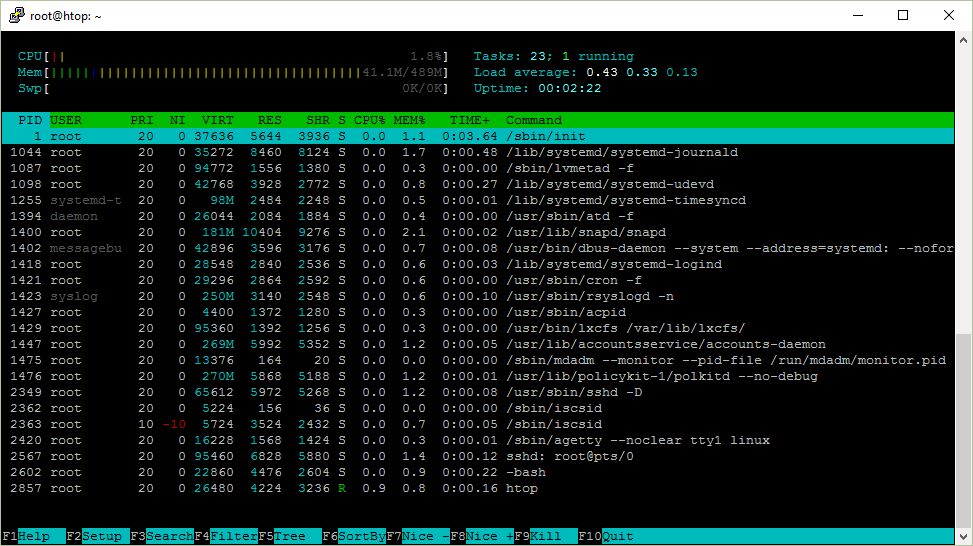 root@htop: ~
CPU[|| 1.8%] Tasks: 23; 1 running
Mem[||||||||||||||||||||||||||||||||||||||41.1M/489M] Load average: 0.43 0.33 0.13
Swp[ 0K/0K] Uptime: 00:02:22
PID USER PRI NI VIRT RES SHR S CPU% MEM% TIME+ Command
1 root 20 0 37636 5644 3936 S 0.0 1.1 0:03.64 /sbin/init
1044 root 20 0 35272 8460 8124 S 0.0 1.7 0:00.48 /lib/systemd/systemd-journald
1087 root 20 0 94772 1556 1380 S 0.0 0.3 0:00.00 /sbin/lvmetad -f
1098 root 20 0 42768 3928 2772 S 0.0 0.8 0:00.27 /lib/systemd/systemd-udevd
1255 systemd-t 20 0 98M 2484 2248 S 0.0 0.5 0:00.01 /lib/systemd/systemd-timesyncd
1394 daemon 20 0 26044 2084 1884 S 0.0 0.4 0:00.00 /usr/sbin/atd -f
1400 root 20 0 181M 10404 9276 S 0.0 2.1 0:00.02 /usr/lib/snapd/snapd
1402 messagebu 20 0 42896 3596 3176 S 0.0 0.7 0:00.08 /usr/bin/dbus-daemon --system --address=systemd: --nofor
1418 root 20 0 28548 2840 2536 S 0.0 0.6 0:00.03 /lib/systemd/systemd-logind
1421 root 20 0 29296 2864 2592 S 0.0 0.6 0:00.00 /usr/sbin/cron -f
1423 syslog 20 0 250M 3140 2548 S 0.0 0.6 0:00.10 /usr/sbin/rsyslogd -n
1427 root 20 0 4400 1372 1280 S 0.0 0.3 0:00.00 /usr/sbin/acpid
1429 root 20 0 95360 1392 1256 S 0.0 0.3 0:00.00 /usr/bin/lxcfs /var/lib/lxcfs/
1447 root 20 0 269M 5992 5352 S 0.0 1.2 0:00.05 /usr/lib/accountsservice/accounts-daemon
1475 root 20 0 13376 164 20 S 0.0 0.0 0:00.00 /sbin/mdadm --monitor --pid-file /run/mdadm/monitor.pid
1476 root 20 0 270M 5868 5188 S 0.0 1.2 0:00.01 /usr/lib/policykit-1/polkitd --no-debug
2349 root 20 0 65612 5972 5268 S 0.0 1.2 0:00.08 /usr/sbin/sshd -D
2362 root 20 0 5224 156 36 S 0.0 0.0 0:00.00 /sbin/iscsid
2363 root 10 -10 5724 3524 2432 S 0.0 0.7 0:00.05 /sbin/iscsid
2420 root 20 0 16228 1568 1424 S 0.0 0.3 0:00.01 /sbin/agetty --noclear tty1 linux
2567 root 20 0 95460 6828 5880 S 0.0 1.4 0:00.12 sshd: root@pts/0
2602 root 20 0 22860 4476 2604 S 0.0 0.9 0:00.22 -bash
2857 root 20 0 26480 4224 3236 R 0.9 0.8 0:00.16 htop
F1Help F2Setup F3SearchF4FilterF5Tree F6SortByF7Nice -F8Nice +F9Kill F10Quit